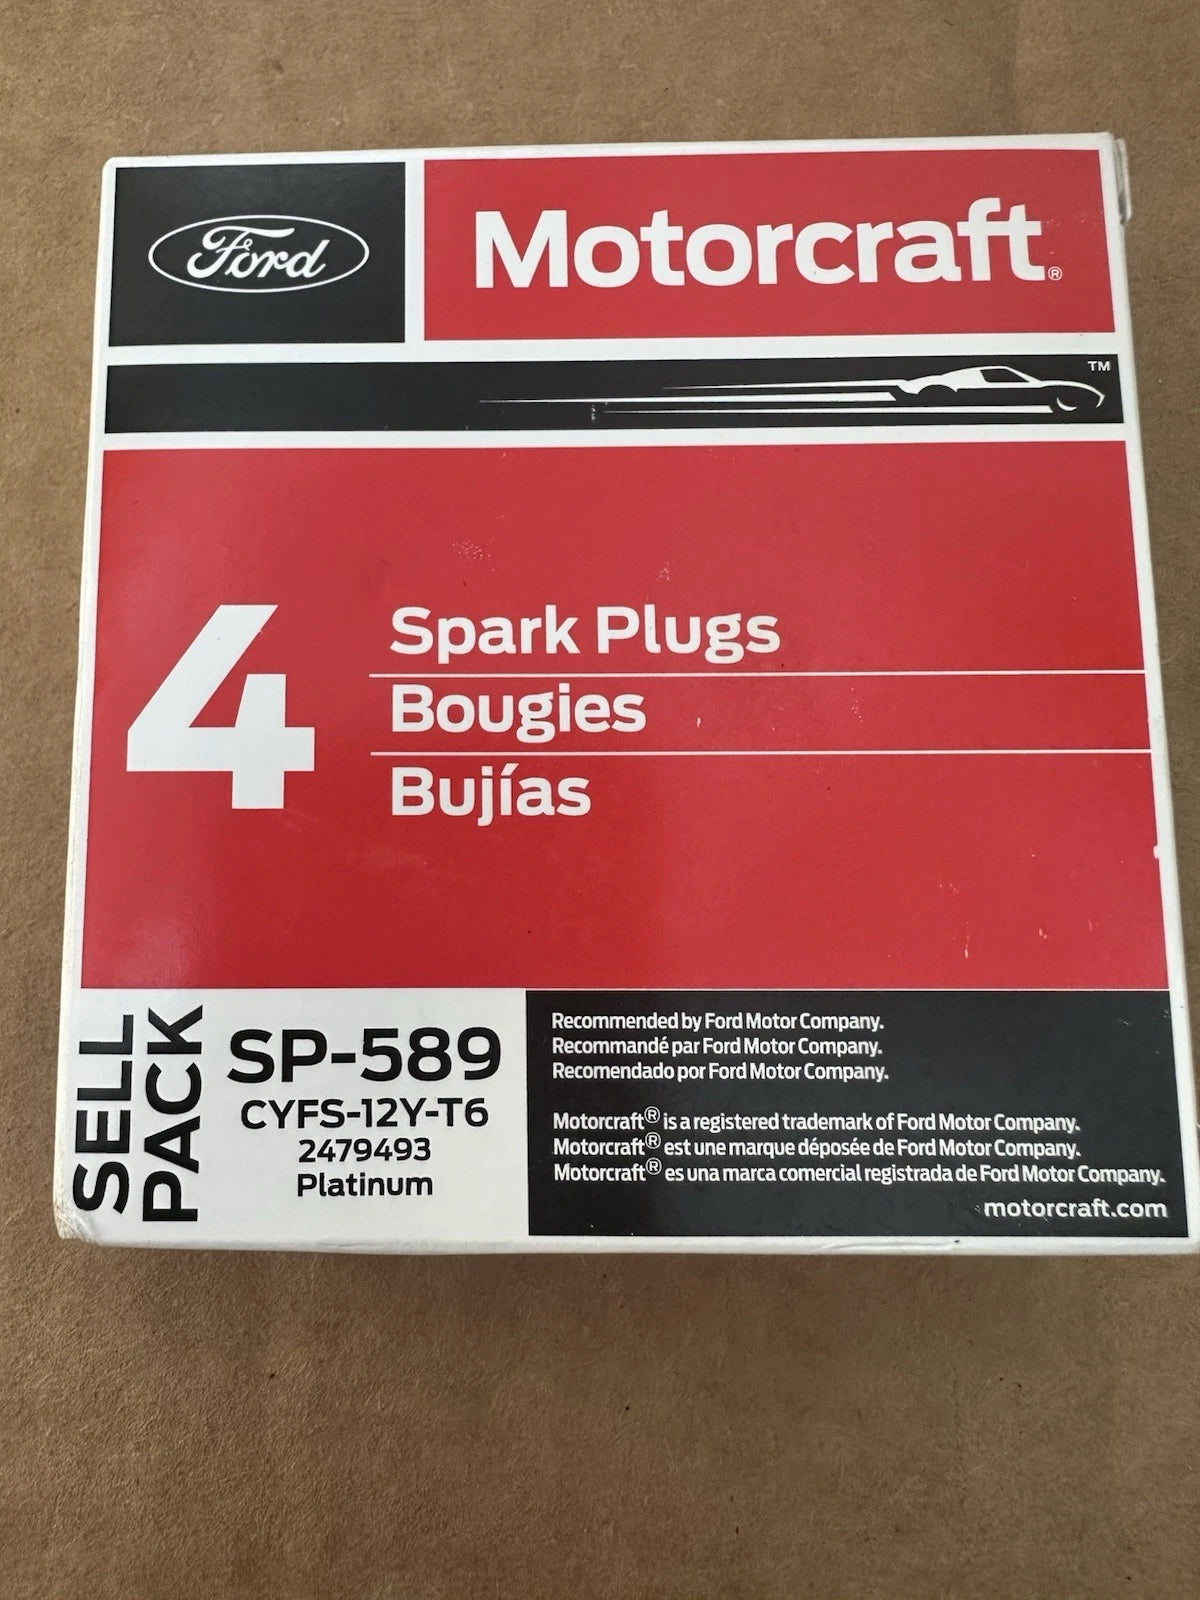 Ford
Motorcraft®
TM
4
Spark Plugs
Bougies
Bujías
SELL
PACK
SP-589
CYFS-12Y-T6
2479493
Platinum
Recommended by Ford Motor Company.
Recommandé par Ford Motor Company.
Recomendado por Ford Motor Company.
Motorcraft® is a registered trademark of Ford Motor Company.
Motorcraft® est une marque déposée de Ford Motor Company.
Motorcraft® es una marca comercial registrada de Ford Motor Company.
motorcraft.com